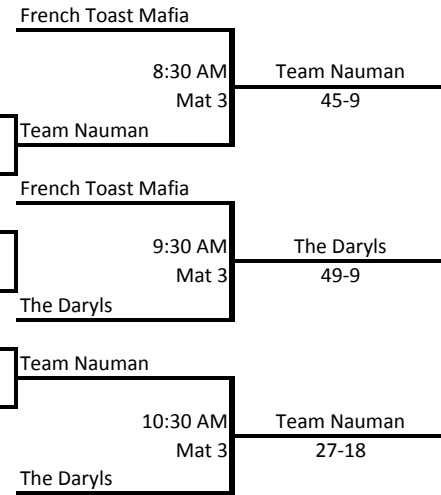 French Toast Mafia
8:30 AM
Team Nauman
Mat 3
45-9
Team Nauman
French Toast Mafia
9:30 AM
The Daryls
Mat 3
49-9
The Daryls
Team Nauman
10:30 AM
Team Nauman
Mat 3
27-18
The Daryls